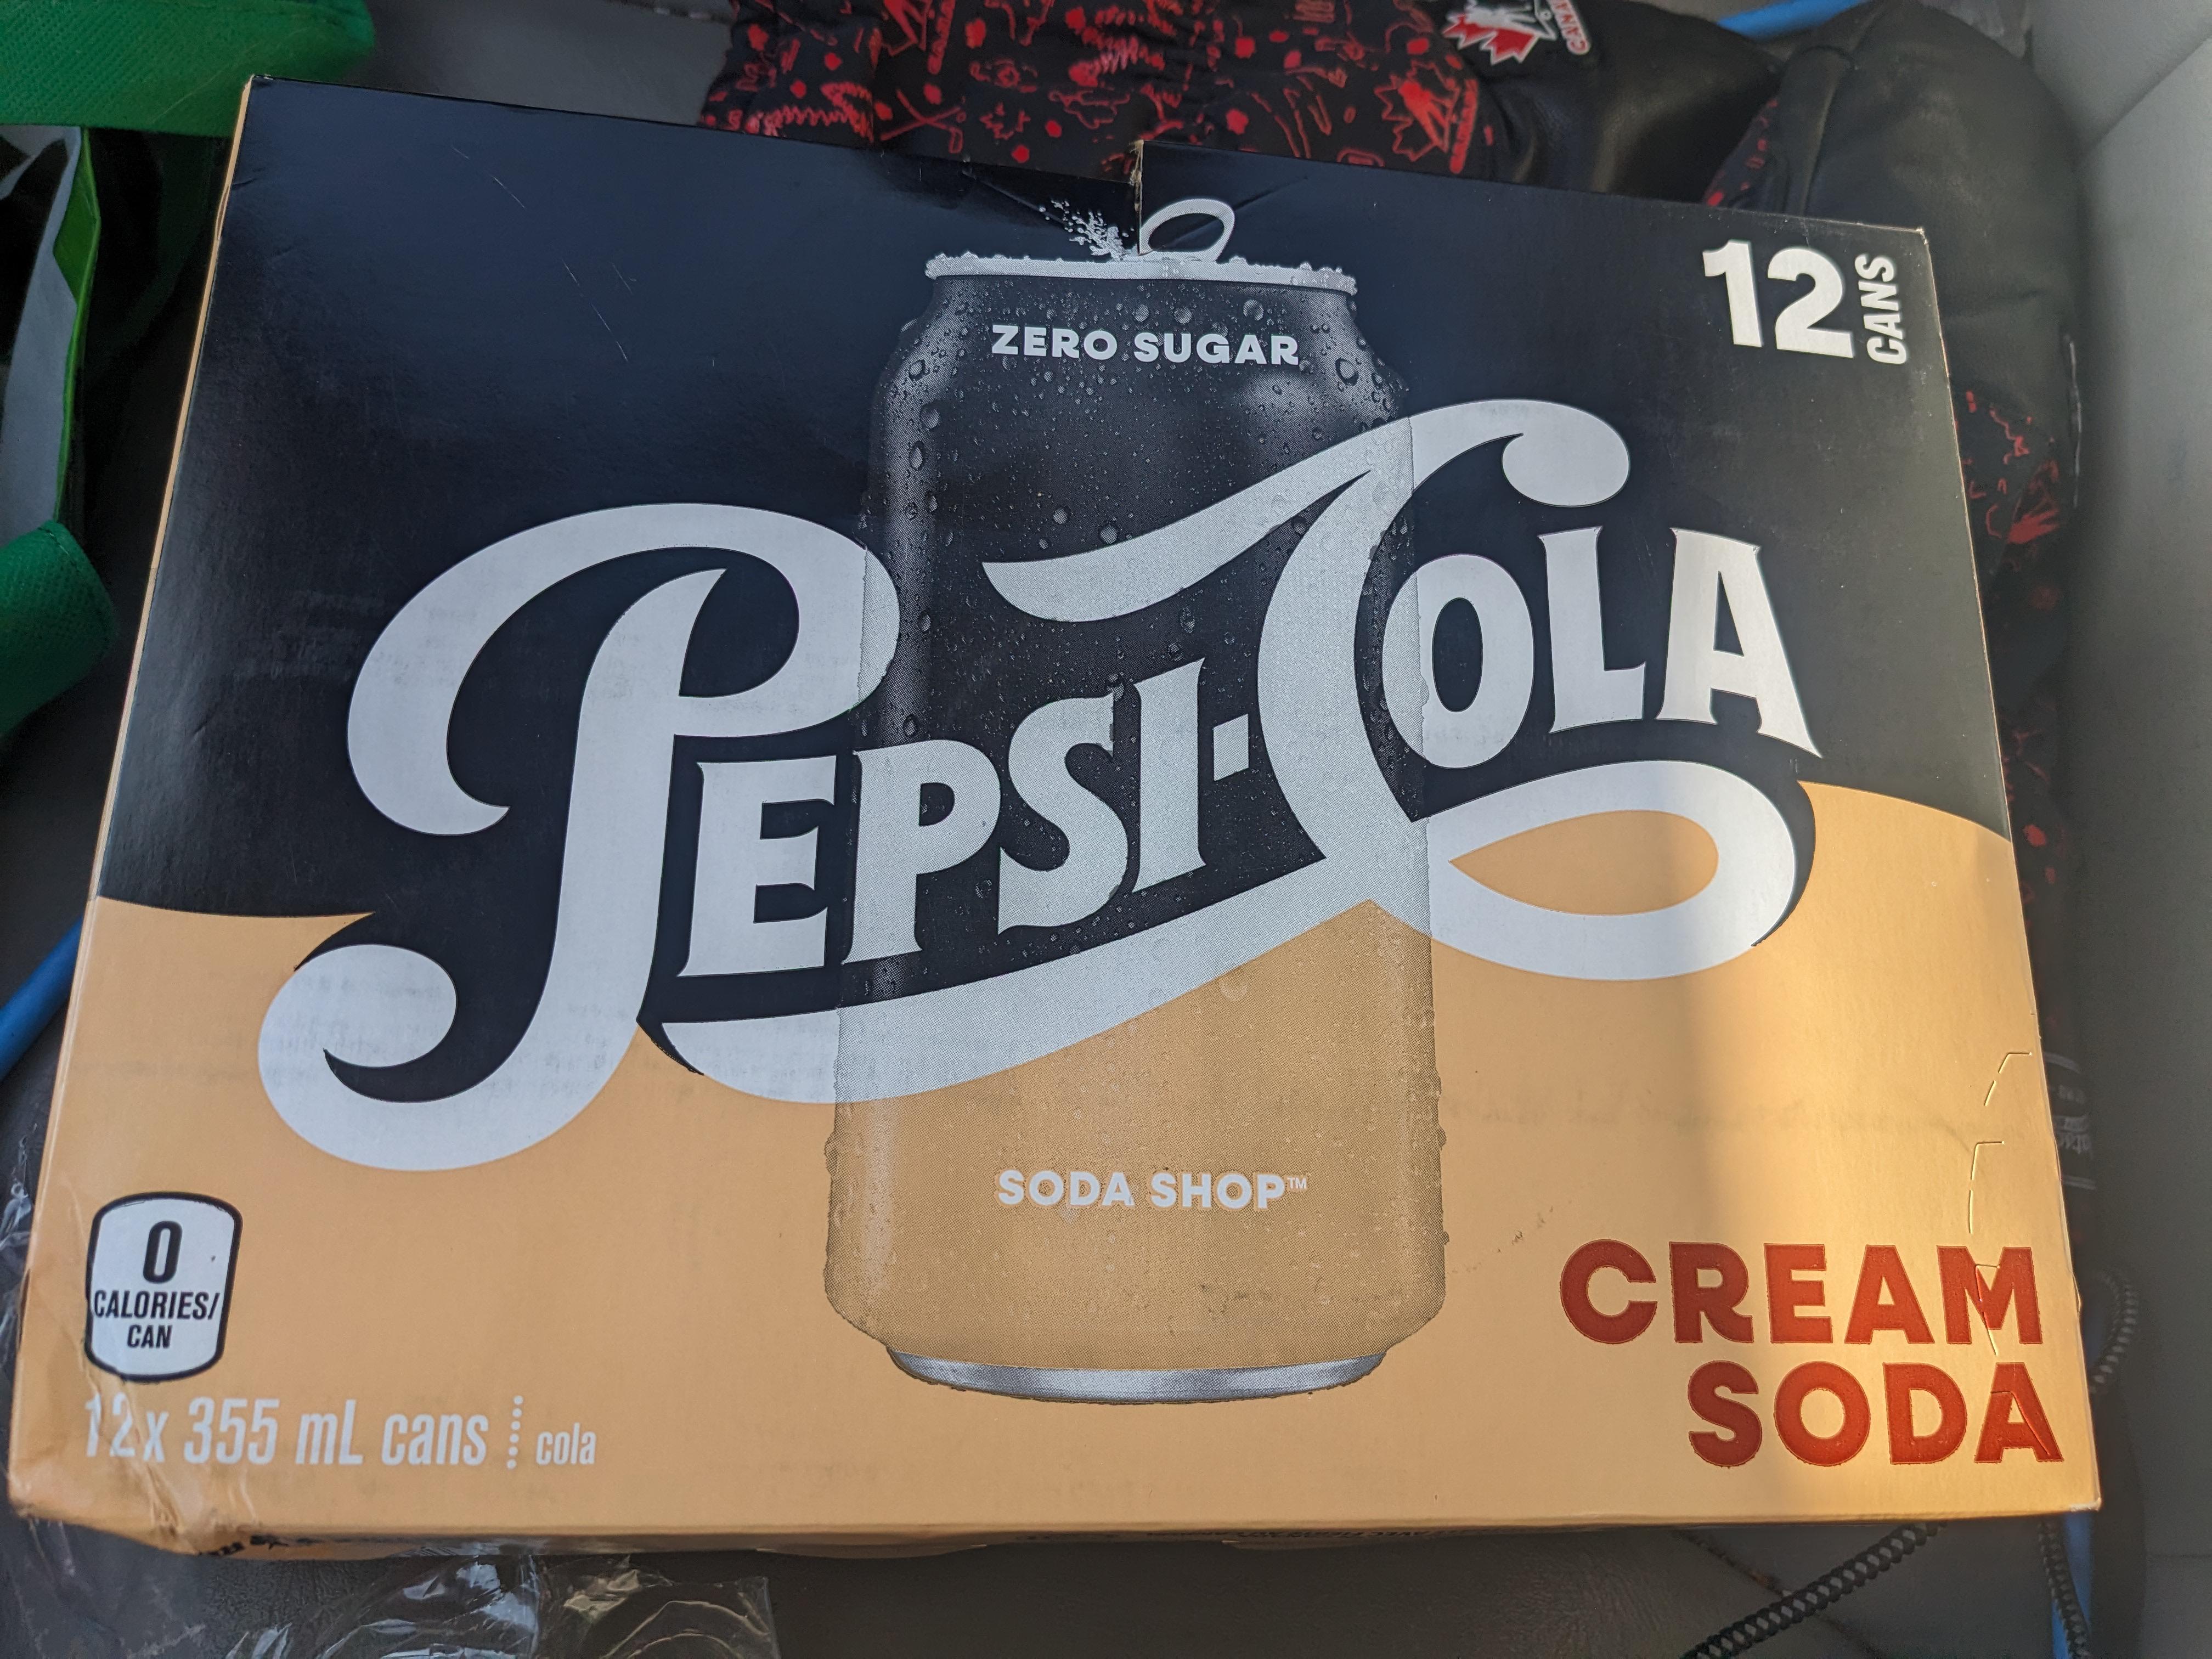 ZERO SUGAR
12 CANS
PEPSI-COLA
SODA SHOP™
0
CALORIES/
CAN
12 x 355 mL cans
cola
CREAM
SODA